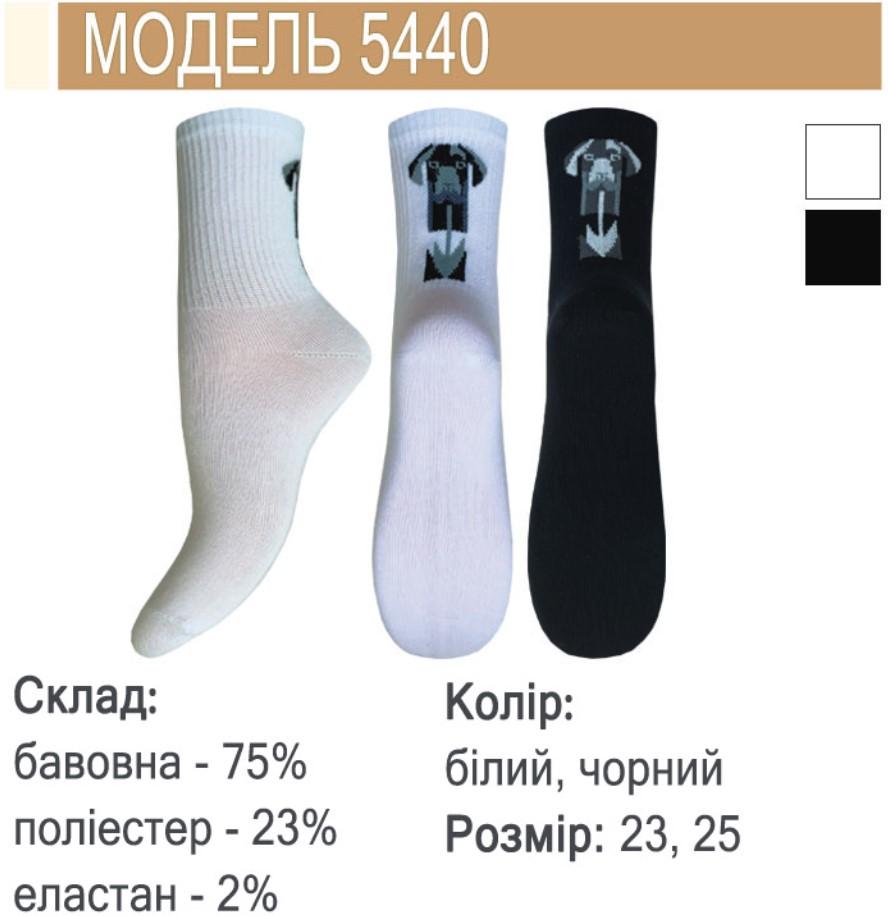 МОДЕЛЬ 5440
Склад:
бавовна - 75%
поліестер - 23%
еластан - 2%
Колір:
білий, чорний
Розмір: 23, 25